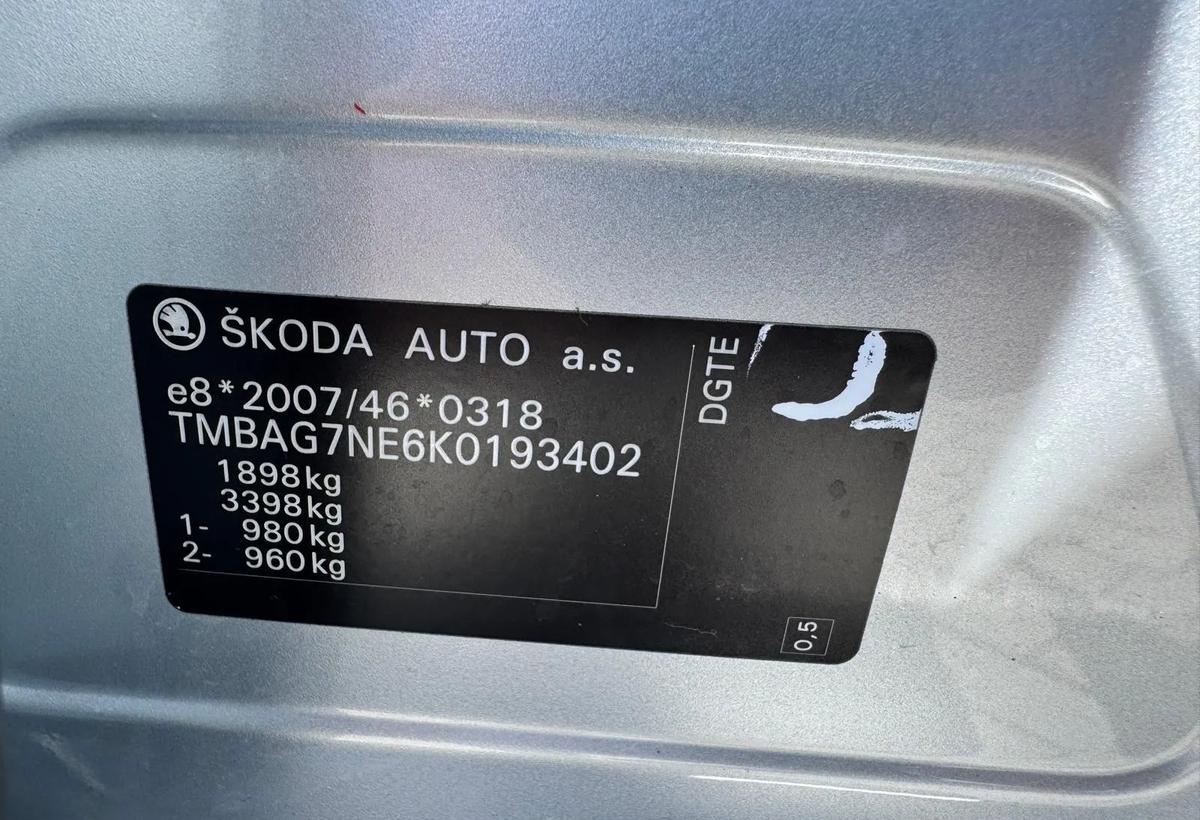 ŠKODA AUTO a.s.
e8*2007/46*0318
TMBAG7NE6K0193402
1898kg
3398kg
1- 980kg
2- 960kg
DGTE
0,5